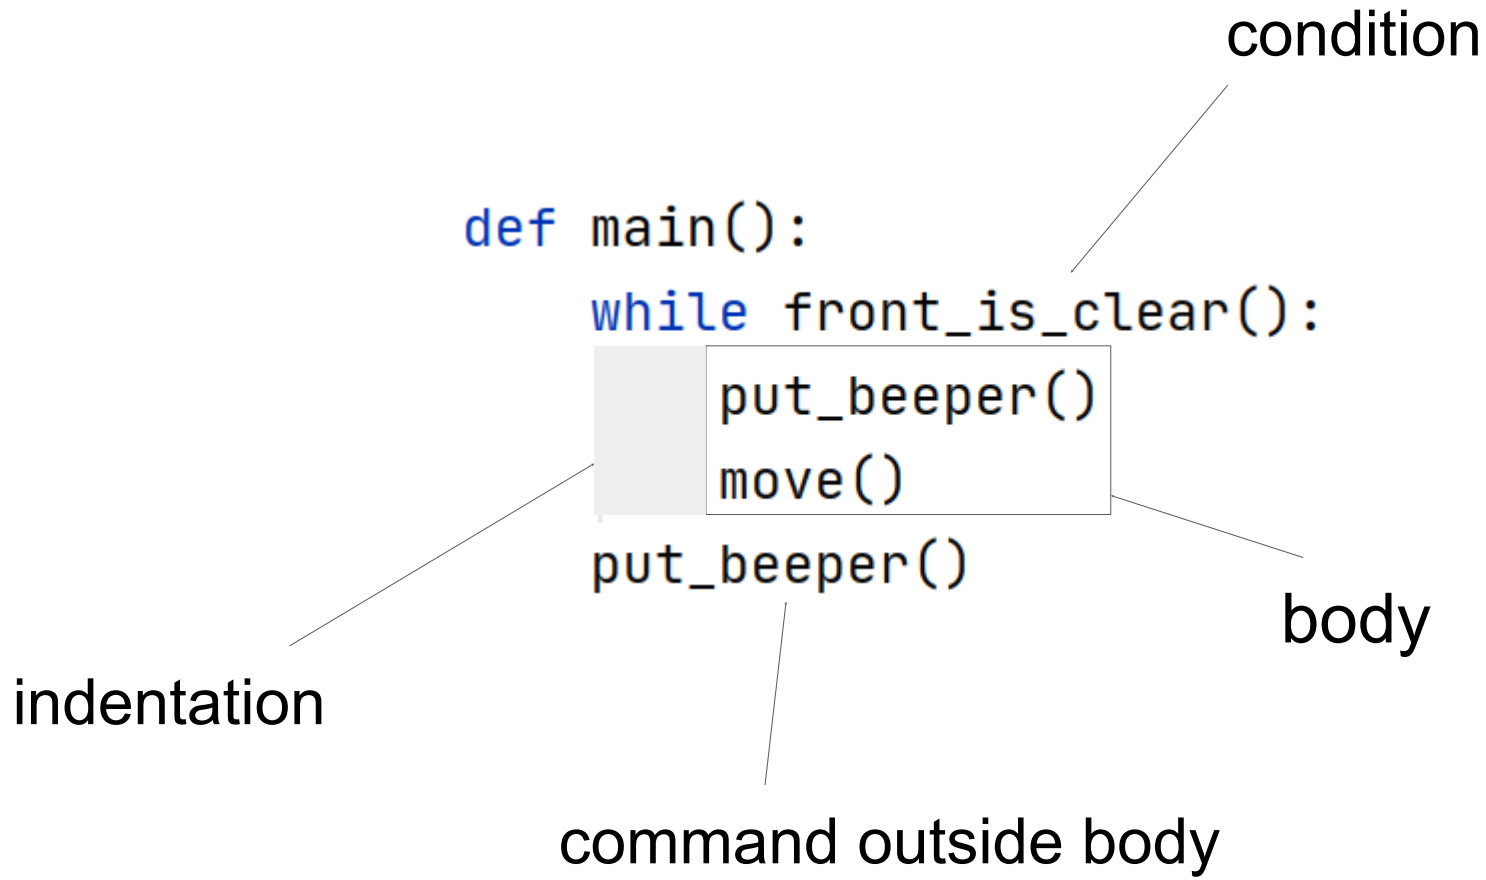 condition
def main():
    while front_is_clear():
        put_beeper()
        move()
    put_beeper()
body
indentation
command outside body